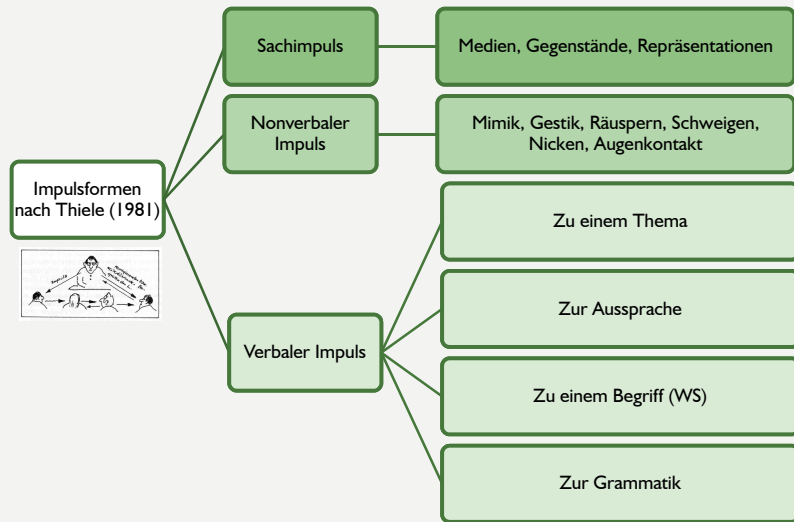 Sachimpuls
Medien, Gegenstände, Repräsentationen
Nonverbaler
Impuls
Mimik, Gestik, Räuspern, Schweigen,
Nicken, Augenkontakt
Impulsformen
nach Thiele (1981)
Verbaler Impuls
Zu einem Thema
Zur Aussprache
Zu einem Begriff (WS)
Zur Grammatik